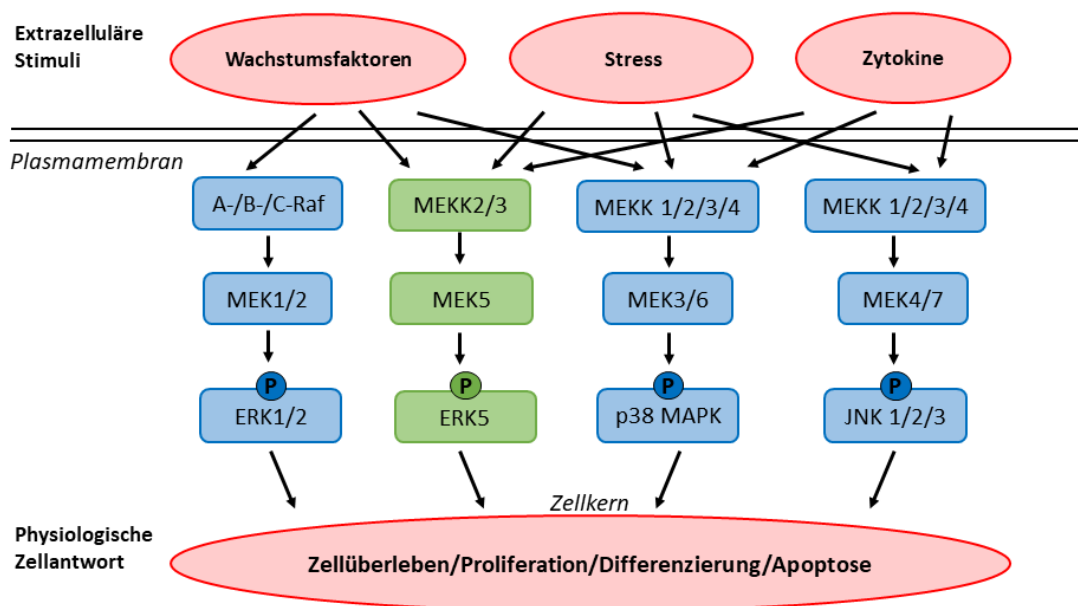 Extrazelluläre
Stimuli
Wachstumsfaktoren
Stress
Zytokine
Plasmamembran
A-/B-/C-Raf
MEKK2/3
MEKK 1/2/3/4
MEKK 1/2/3/4
MEK1/2
MEK5
MEK3/6
MEK4/7
P
P
P
P
ERK1/2
ERK5
p38 MAPK
JNK 1/2/3
Zellkern
Physiologische
Zellantwort
Zellüberleben/Proliferation/Differenzierung/Apoptose